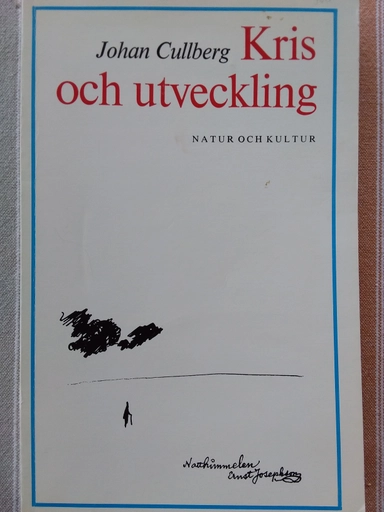 Johan Cullberg Kris
och utveckling
NATUR OCH KULTUR
Natthimmelen
Ernst Josephson